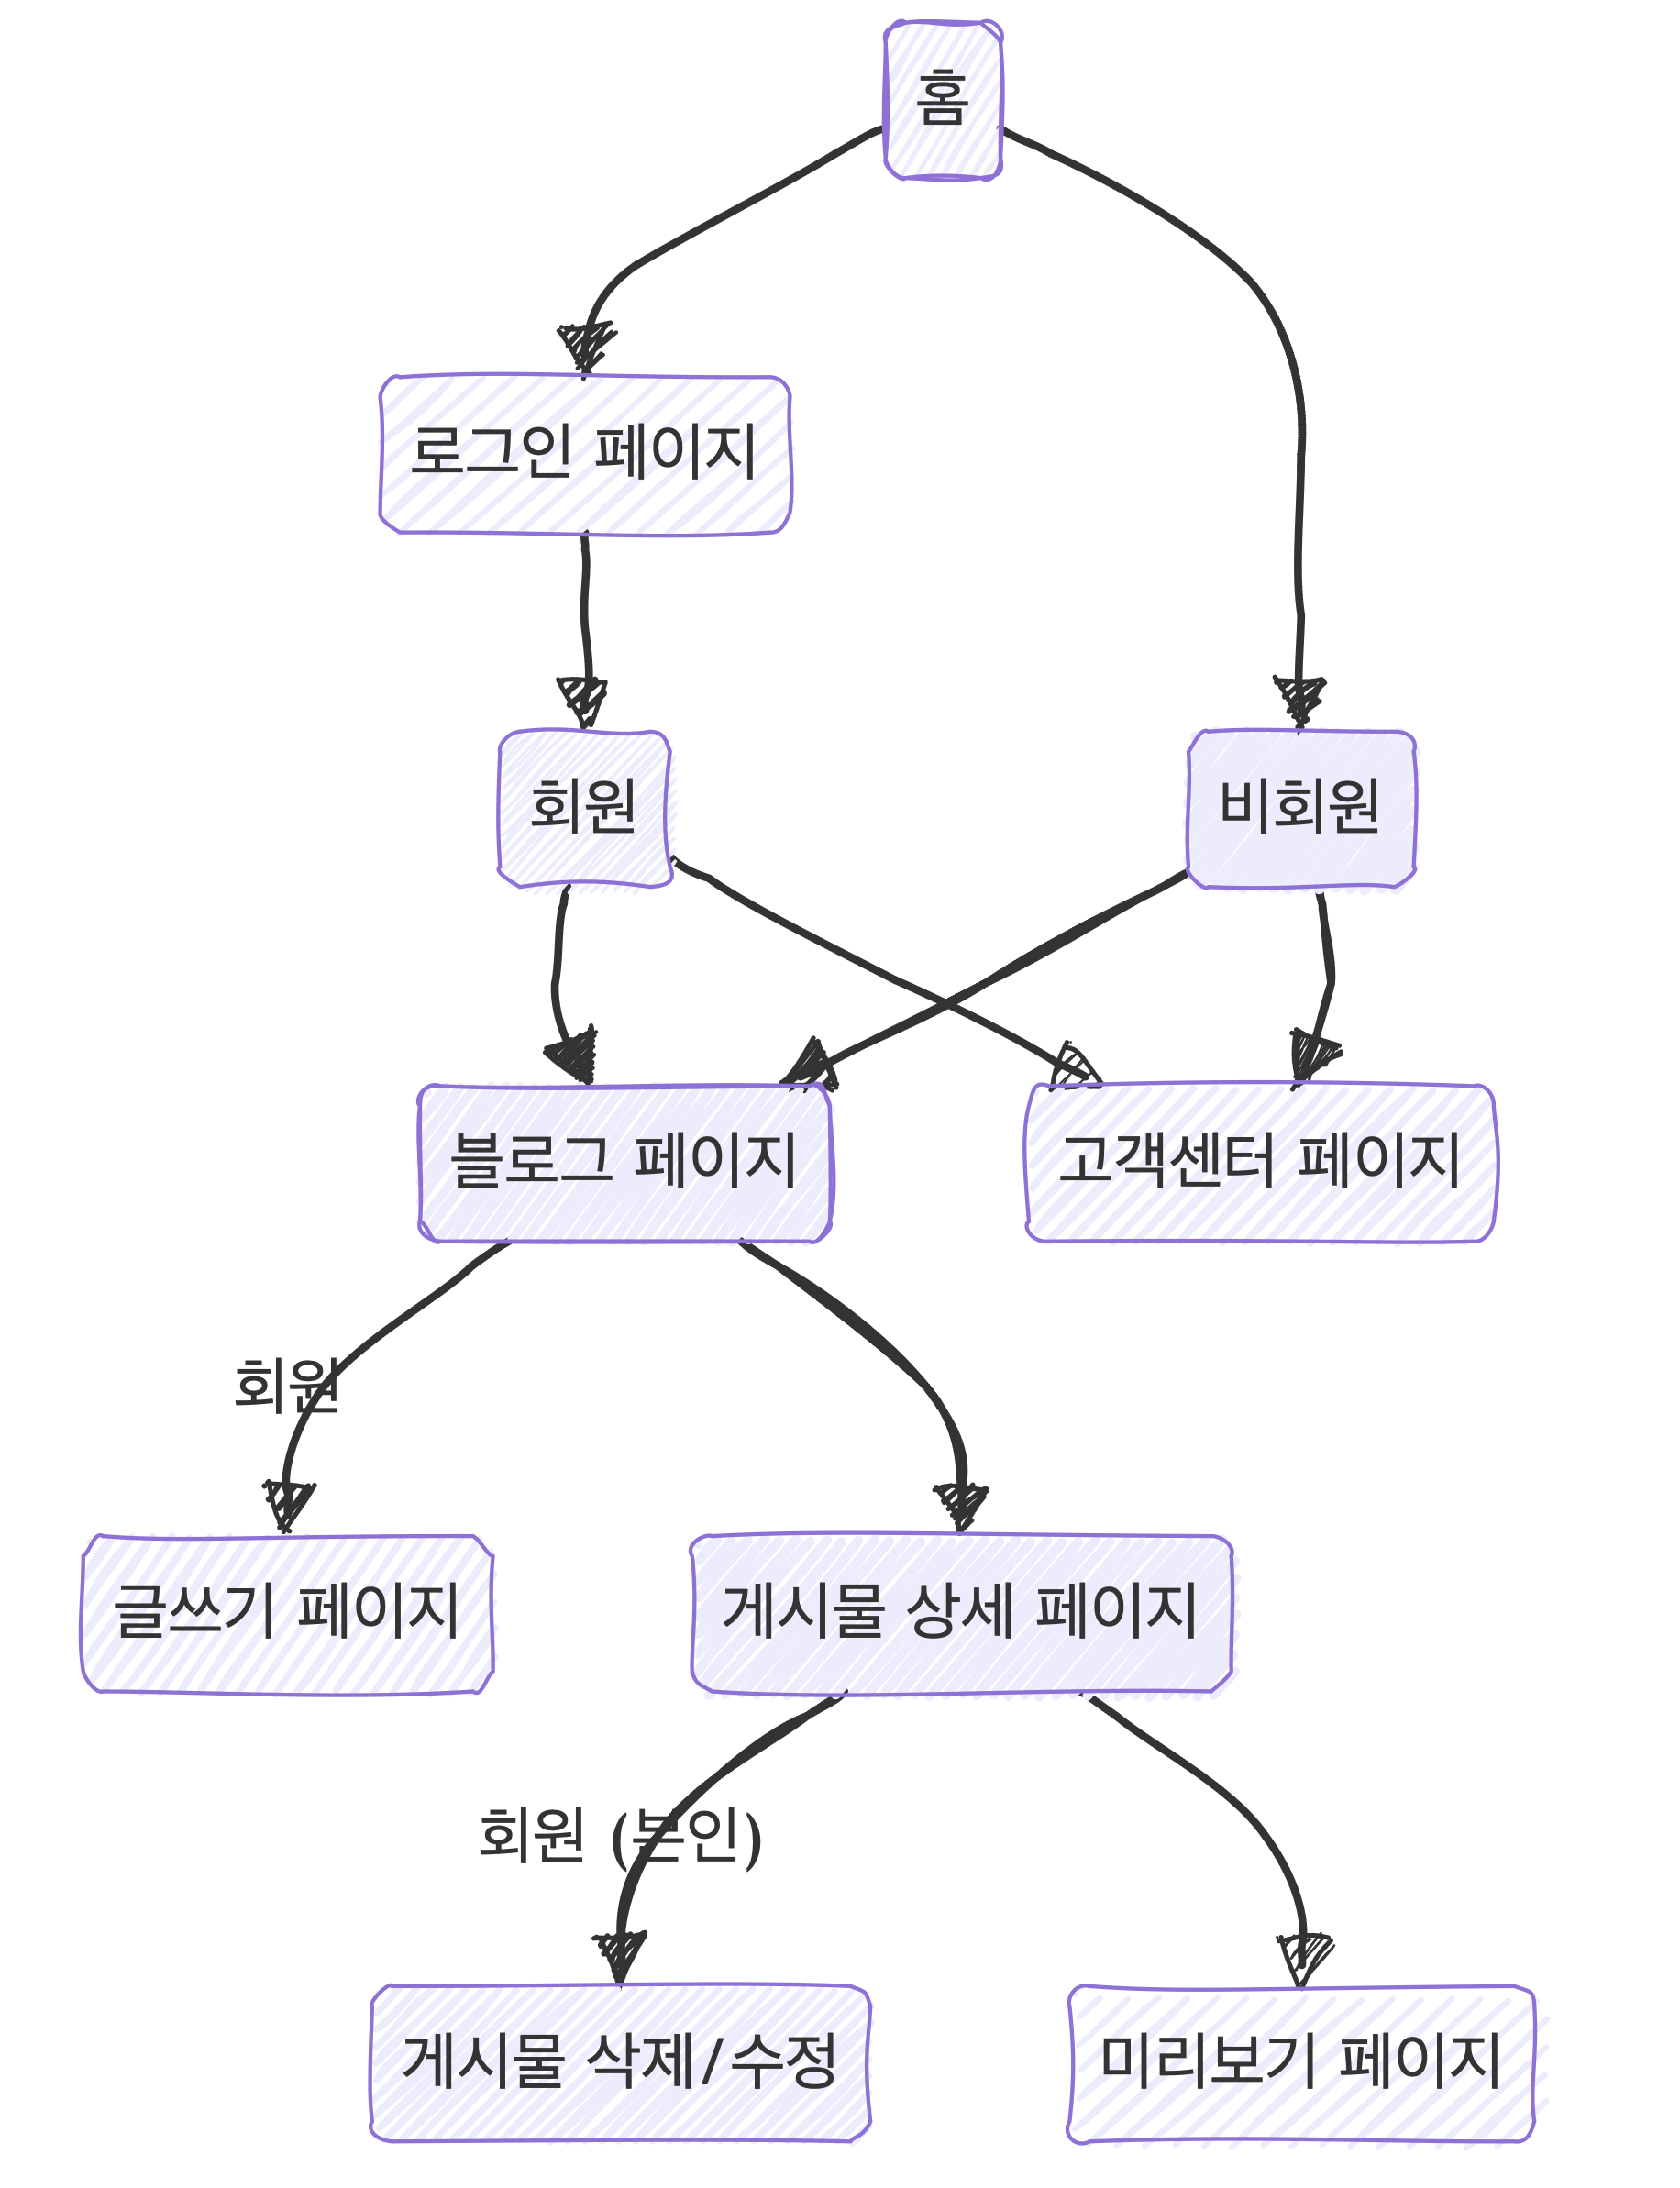 홈
로그인 페이지
회원
비회원
블로그 페이지
고객센터 페이지
회원
글쓰기 페이지
게시물 상세 페이지
회원 (본인)
게시물 삭제/수정
미리보기 페이지